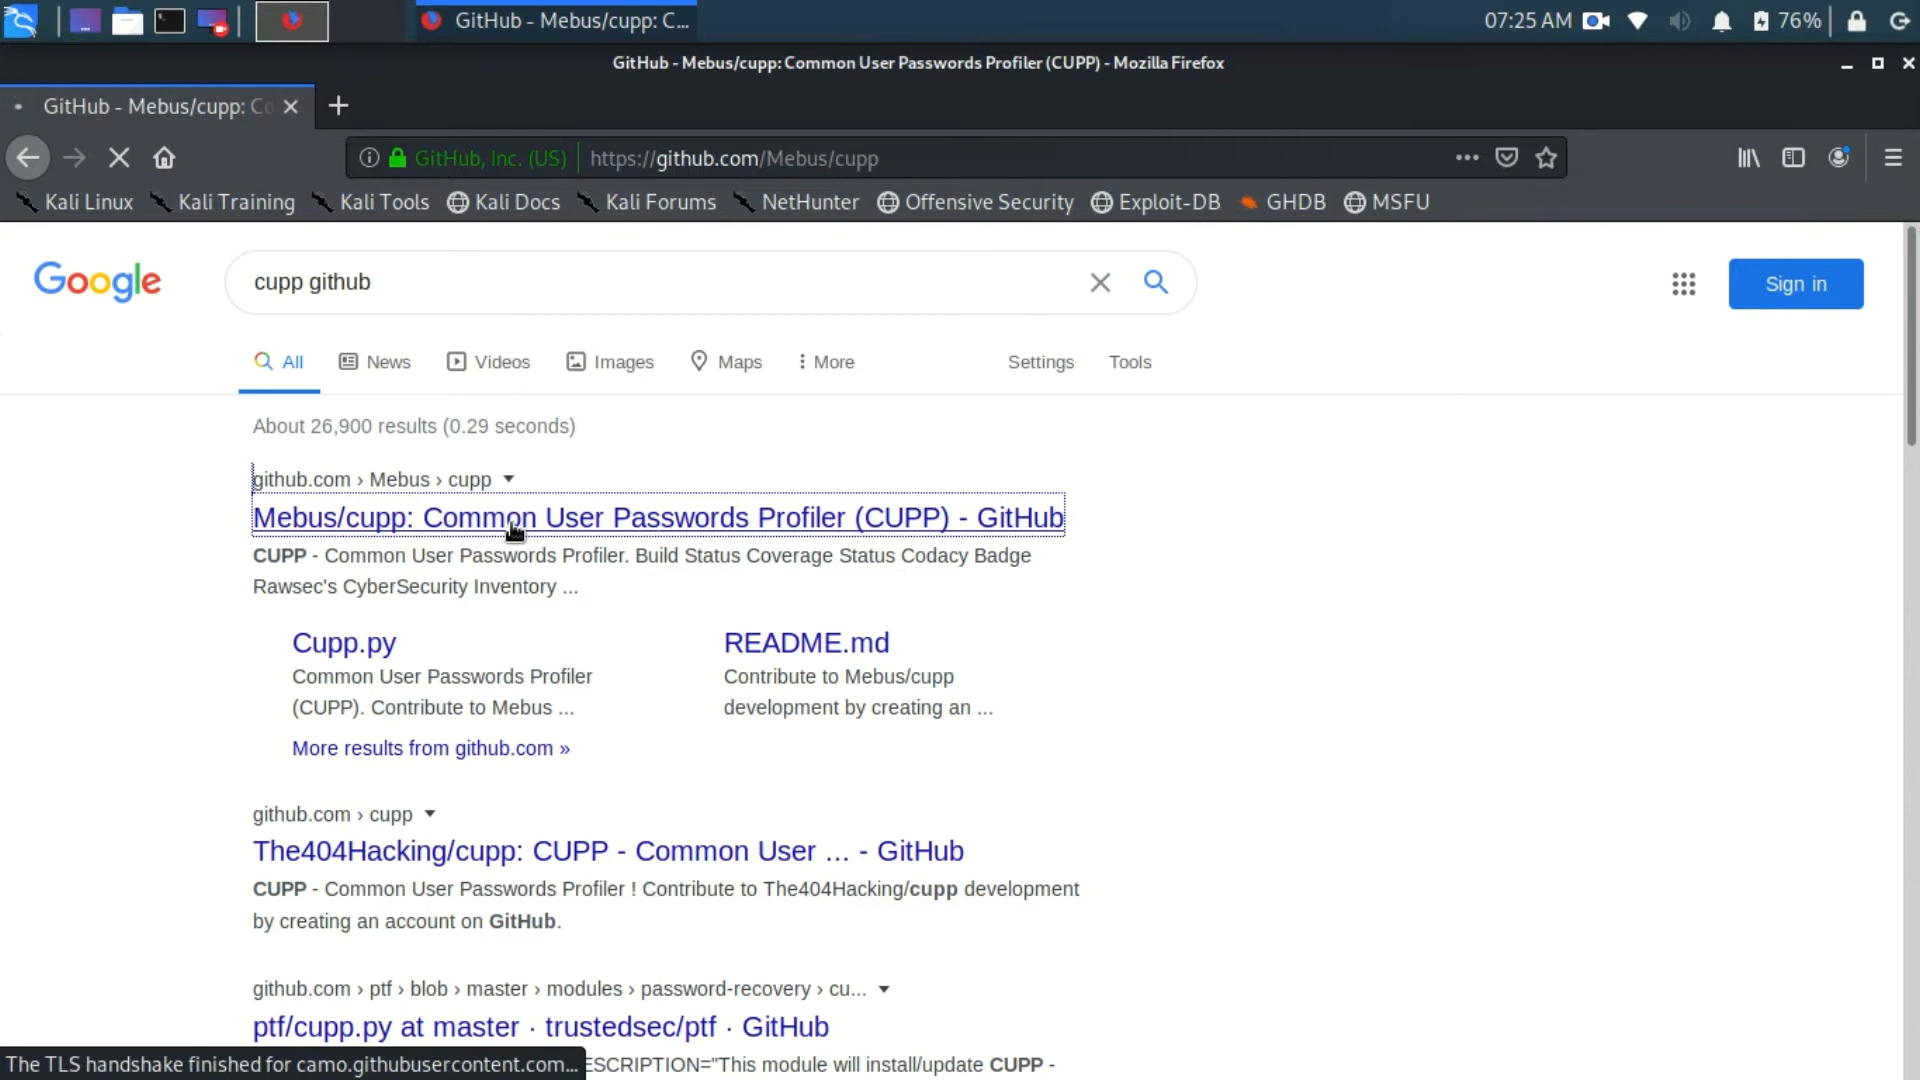 GitHub - Mebus/cupp: C...
07:25 AM
76%
GitHub - Mebus/cupp: Common User Passwords Profiler (CUPP) - Mozilla Firefox
GitHub - Mebus/cupp: Co
GitHub, Inc. (US)
https://github.com/Mebus/cupp
Kali Linux
Kali Training
Kali Tools
Kali Docs
Kali Forums
NetHunter
Offensive Security
Exploit-DB
GHDB
MSFU
Google
cupp github
Sign in
All
News
Videos
Images
Maps
More
Settings
Tools
About 26,900 results (0.29 seconds)
github.com › Mebus › cupp
Mebus/cupp: Common User Passwords Profiler (CUPP) - GitHub
CUPP - Common User Passwords Profiler. Build Status Coverage Status Codacy Badge
Rawsec's CyberSecurity Inventory ...
Cupp.py
Common User Passwords Profiler
(CUPP). Contribute to Mebus ...
README.md
Contribute to Mebus/cupp
development by creating an ...
More results from github.com »
github.com › cupp
The404Hacking/cupp: CUPP - Common User ... - GitHub
CUPP - Common User Passwords Profiler ! Contribute to The404Hacking/cupp development
by creating an account on GitHub.
github.com › ptf › blob › master › modules › password-recovery › cu...
ptf/cupp.py at master · trustedsec/ptf · GitHub
ESCRIPTION="This module will install/update CUPP -
The TLS handshake finished for camo.githubusercontent.com...